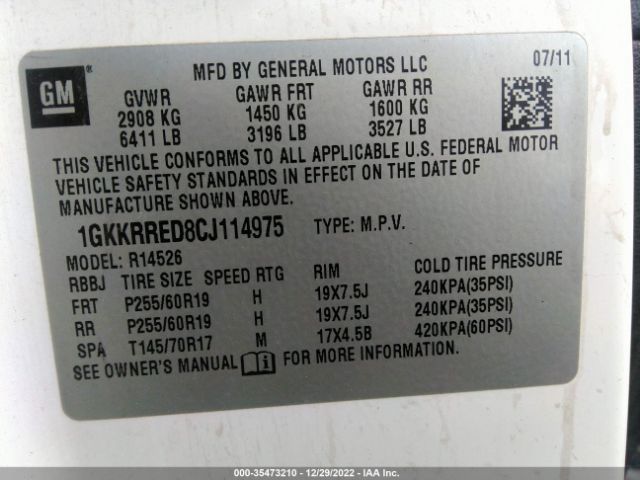 GM
®
MFD BY GENERAL MOTORS LLC
07/11
GVWR GAWR FRT GAWR RR
2908 KG 1450 KG 1600 KG
6411 LB 3196 LB 3527 LB
THIS VEHICLE CONFORMS TO ALL APPLICABLE U.S. FEDERAL MOTOR
VEHICLE SAFETY STANDARDS IN EFFECT ON THE DATE OF
MANUFACTURE SHOWN ABOVE.
1GKKRRED8CJ114975 TYPE: M.P.V.
MODEL: R14526
RBBJ TIRE SIZE SPEED RTG RIM COLD TIRE PRESSURE
FRT P255/60R19 H 19X7.5J 240KPA(35PSI)
RR P255/60R19 H 19X7.5J 240KPA(35PSI)
SPA T145/70R17 M 17X4.5B 420KPA(60PSI)
SEE OWNER'S MANUAL FOR MORE INFORMATION.
000-35473210 - 12/29/2022 - IAA Inc.